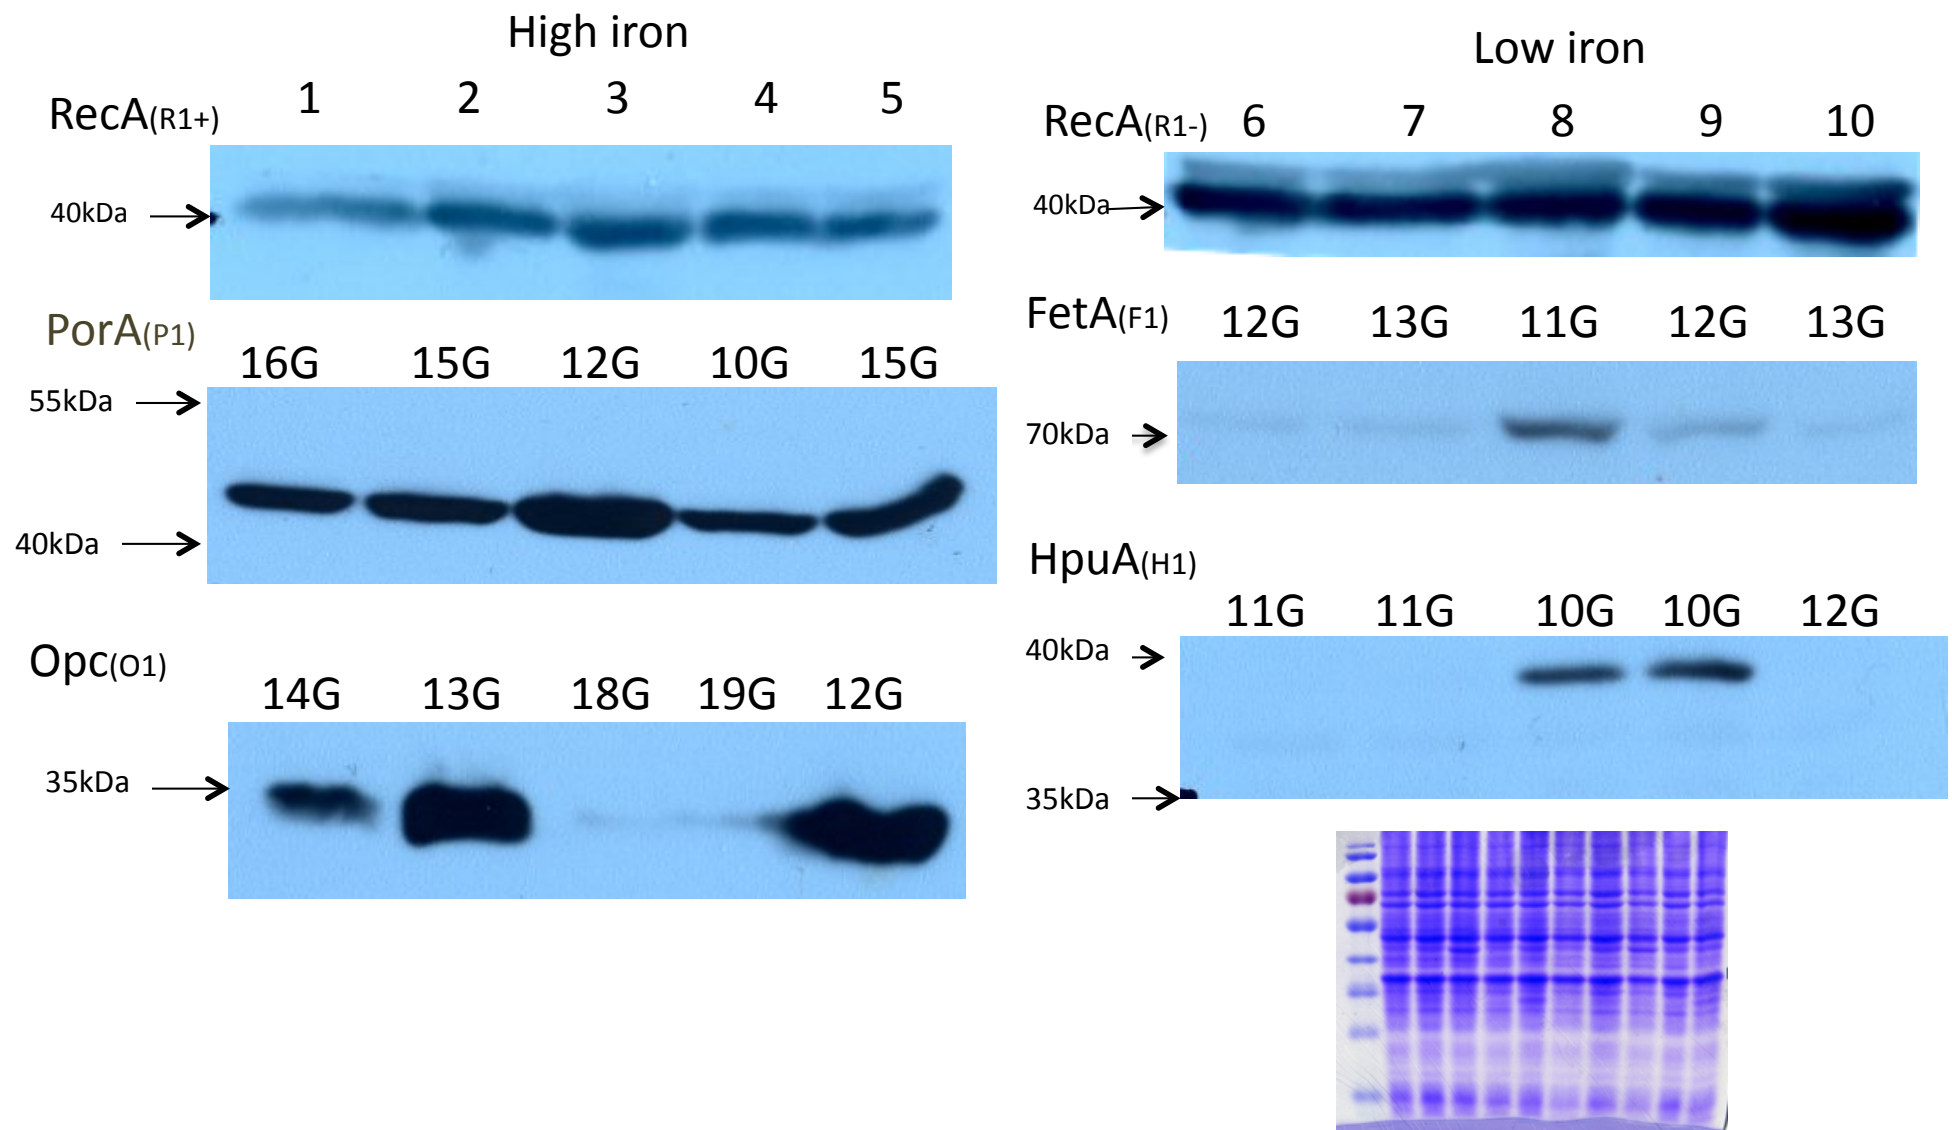 High iron
RecA(R1+) 1 2 3 4 5
40kDa
PorA(P1)
16G 15G 12G 10G 15G
55kDa
40kDa
Opc(O1)
14G 13G 18G 19G 12G
35kDa
Low iron
RecA(R1-) 6 7 8 9 10
40kDa
FetA(F1) 12G 13G 11G 12G 13G
70kDa
HpuA(H1)
11G 11G 10G 10G 12G
40kDa
35kDa